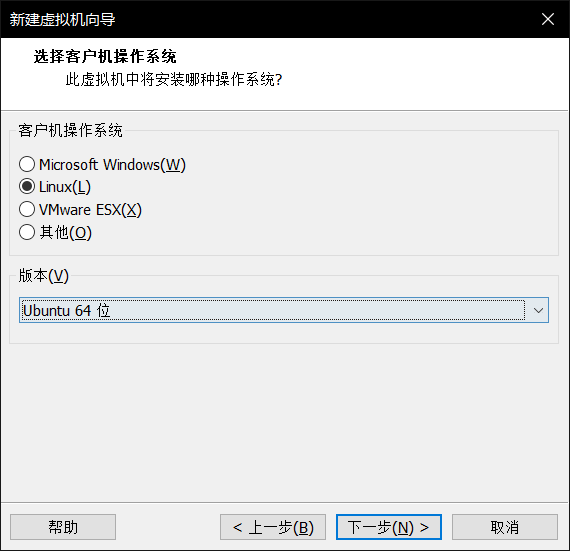 新建虚拟机向导
选择客户机操作系统
此虚拟机中将安装哪种操作系统?
客户机操作系统
Microsoft Windows(W)
Linux(L)
VMware ESX(X)
其他(O)
版本(V)
Ubuntu 64 位
帮助
< 上一步(B)
下一步(N) >
取消